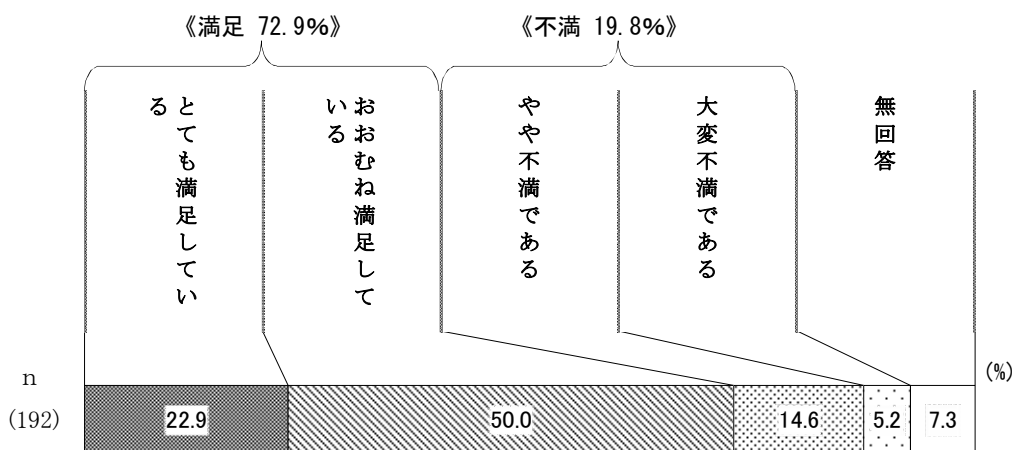 《満足 72.9%》
《不満 19.8%》
とても満足してい
る
おおむね満足して
いる
やや不満である
大変不満である
無回答
(%)
n
(192)
22.9
50.0
14.6
5.2
7.3